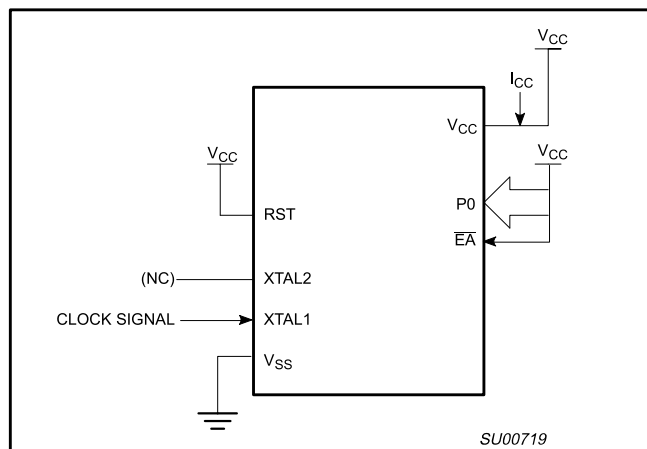 VCC
ICC
VCC
VCC
VCC
RST
P0
EA
(NC)
XTAL2
CLOCK SIGNAL
XTAL1
VSS
SU00719